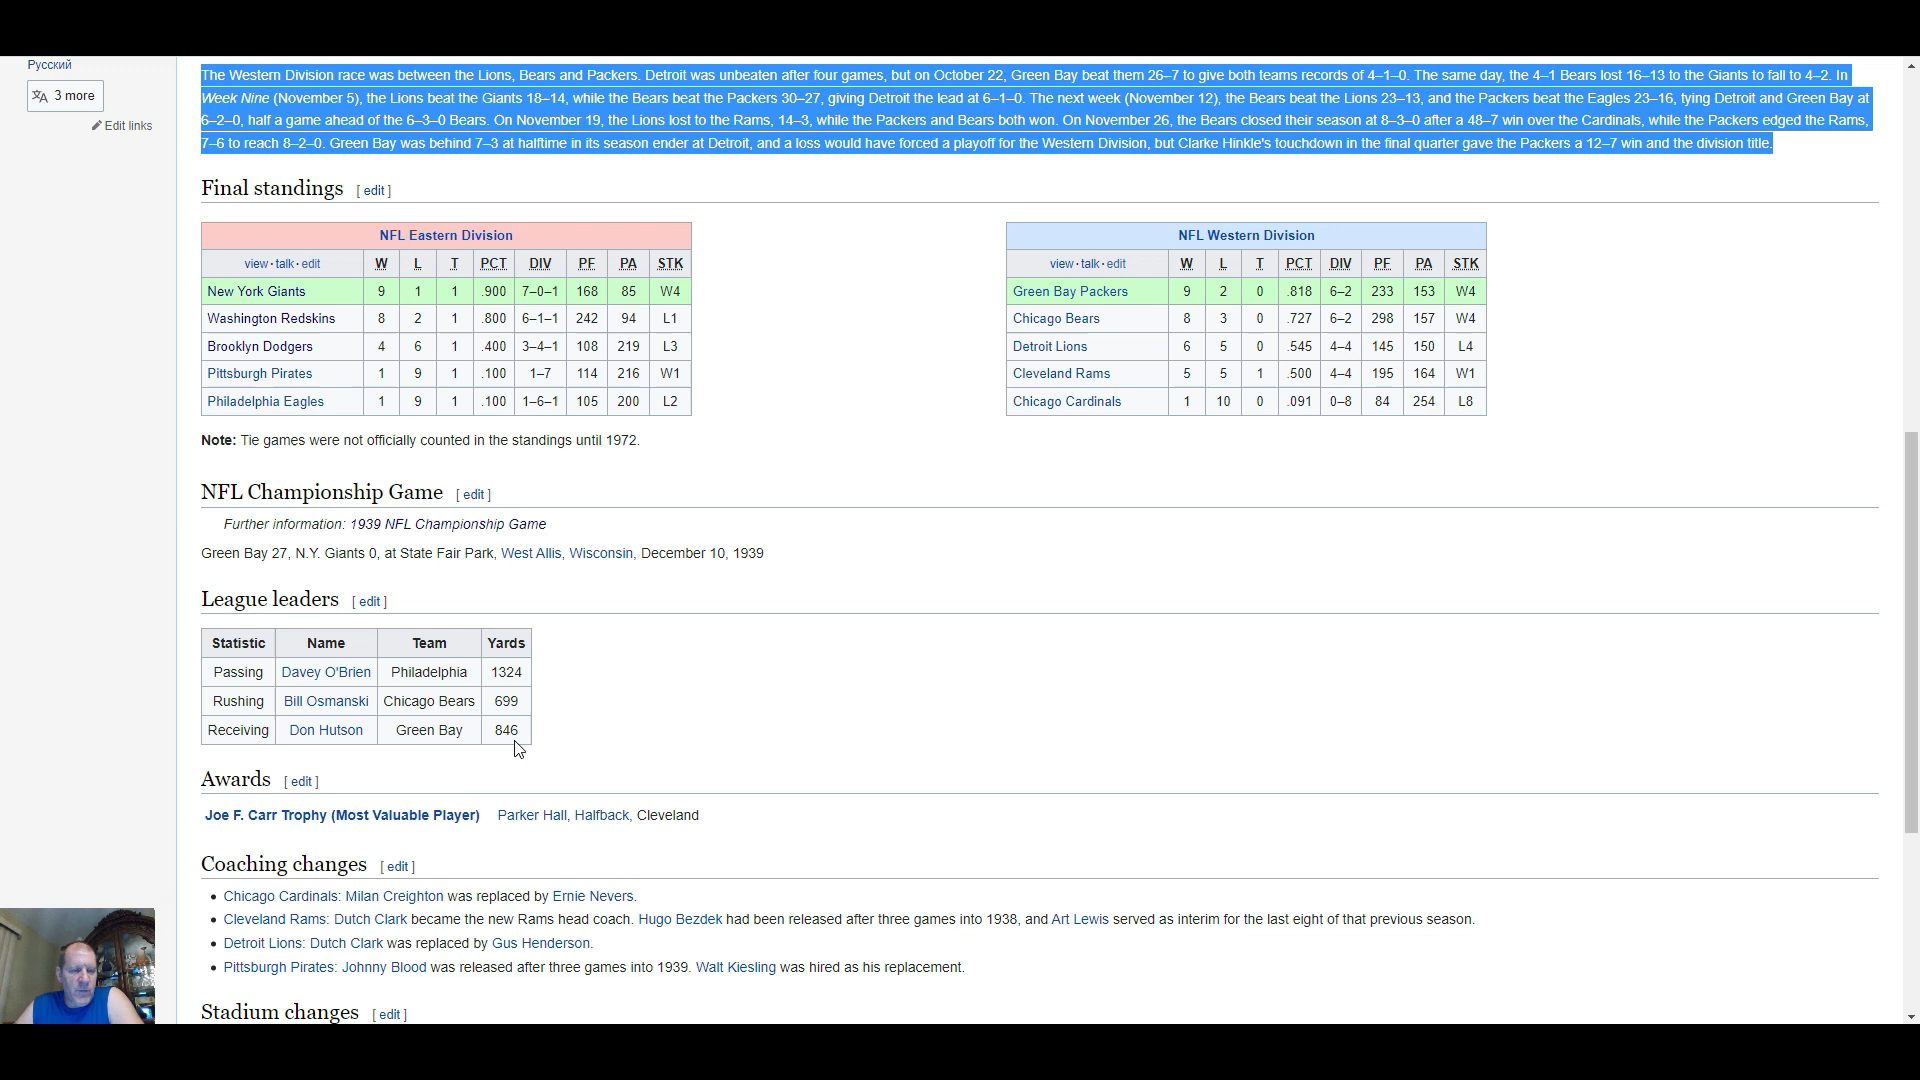 Русский
3 more
Edit links
The Western Division race was between the Lions, Bears and Packers. Detroit was unbeaten after four games, but on October 22, Green Bay beat them 26–7 to give both teams records of 4–1–0. The same day, the 4–1 Bears lost 16–13 to the Giants to fall to 4–2. In
Week Nine (November 5), the Lions beat the Giants 18–14, while the Bears beat the Packers 30–27, giving Detroit the lead at 6–1–0. The next week (November 12), the Bears beat the Lions 23–13, and the Packers beat the Eagles 23–16, tying Detroit and Green Bay at
6–2–0, half a game ahead of the 6–3–0 Bears. On November 19, the Lions lost to the Rams, 14–3, while the Packers and Bears both won. On November 26, the Bears closed their season at 8–3–0 after a 48–7 win over the Cardinals, while the Packers edged the Rams,
7–6 to reach 8–2–0. Green Bay was behind 7–3 at halftime in its season ender at Detroit, and a loss would have forced a playoff for the Western Division, but Clarke Hinkle's touchdown in the final quarter gave the Packers a 12–7 win and the division title.
Final standings [ edit ]
NFL Eastern Division
view · talk · edit W L T PCT DIV PF PA STK
New York Giants 9 1 1 .900 7–0–1 168 85 W4
Washington Redskins 8 2 1 .800 6–1–1 242 94 L1
Brooklyn Dodgers 4 6 1 .400 3–4–1 108 219 L3
Pittsburgh Pirates 1 9 1 .100 1–7 114 216 W1
Philadelphia Eagles 1 9 1 .100 1–6–1 105 200 L2
NFL Western Division
view · talk · edit W L T PCT DIV PF PA STK
Green Bay Packers 9 2 0 .818 6–2 233 153 W4
Chicago Bears 8 3 0 .727 6–2 298 157 W4
Detroit Lions 6 5 0 .545 4–4 145 150 L4
Cleveland Rams 5 5 1 .500 4–4 195 164 W1
Chicago Cardinals 1 10 0 .091 0–8 84 254 L8
Note: Tie games were not officially counted in the standings until 1972.
NFL Championship Game [ edit ]
Further information: 1939 NFL Championship Game
Green Bay 27, N.Y. Giants 0, at State Fair Park, West Allis, Wisconsin, December 10, 1939
League leaders [ edit ]
Statistic Name Team Yards
Passing Davey O'Brien Philadelphia 1324
Rushing Bill Osmanski Chicago Bears 699
Receiving Don Hutson Green Bay 846
Awards [ edit ]
Joe F. Carr Trophy (Most Valuable Player) Parker Hall, Halfback, Cleveland
Coaching changes [ edit ]
• Chicago Cardinals: Milan Creighton was replaced by Ernie Nevers.
• Cleveland Rams: Dutch Clark became the new Rams head coach. Hugo Bezdek had been released after three games into 1938, and Art Lewis served as interim for the last eight of that previous season.
• Detroit Lions: Dutch Clark was replaced by Gus Henderson.
• Pittsburgh Pirates: Johnny Blood was released after three games into 1939. Walt Kiesling was hired as his replacement.
Stadium changes [ edit ]